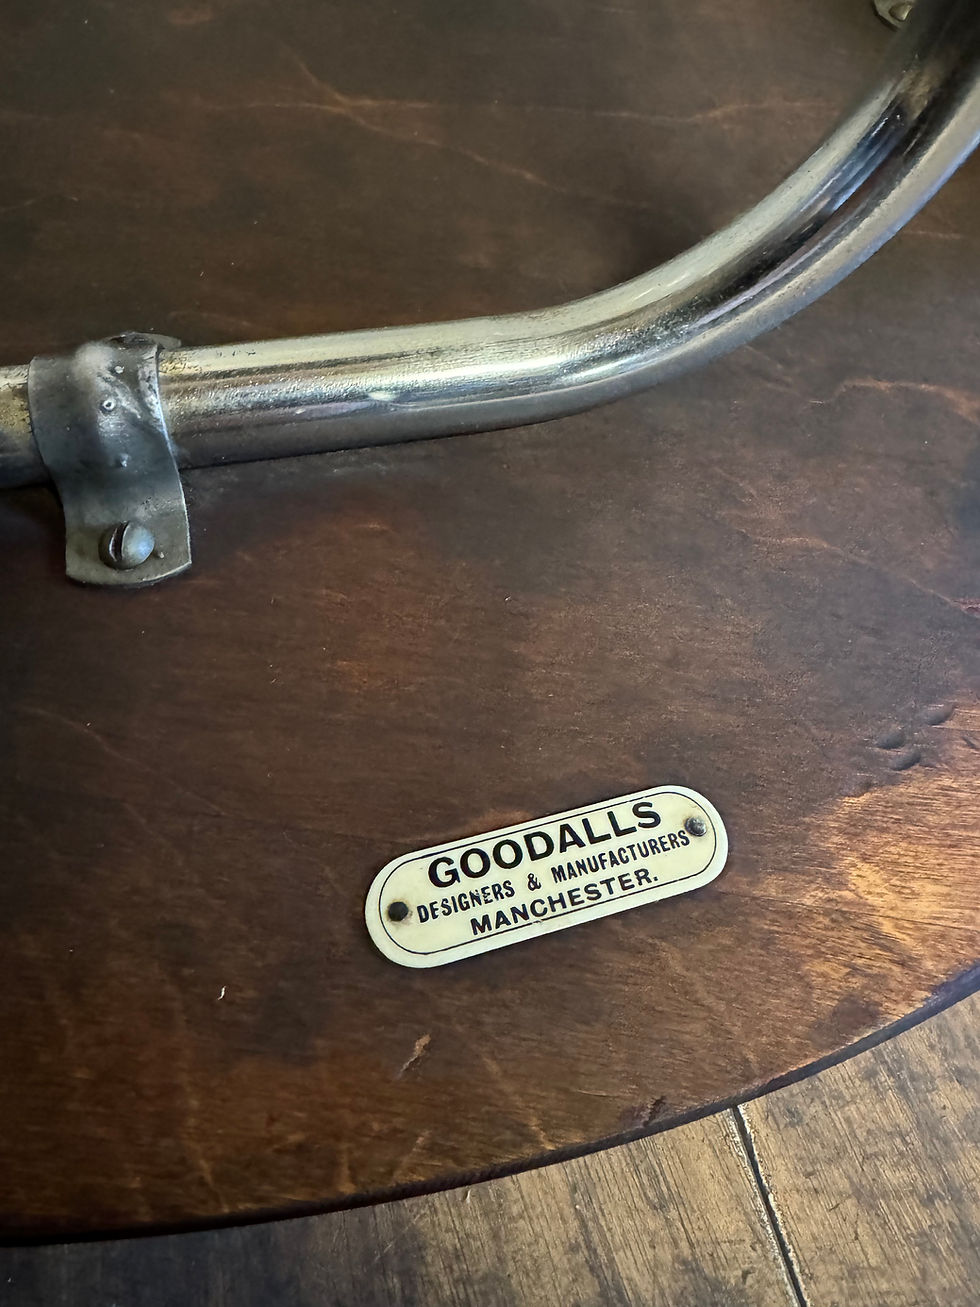 GOODALLS
DESIGNERS & MANUFACTURERS
MANCHESTER.